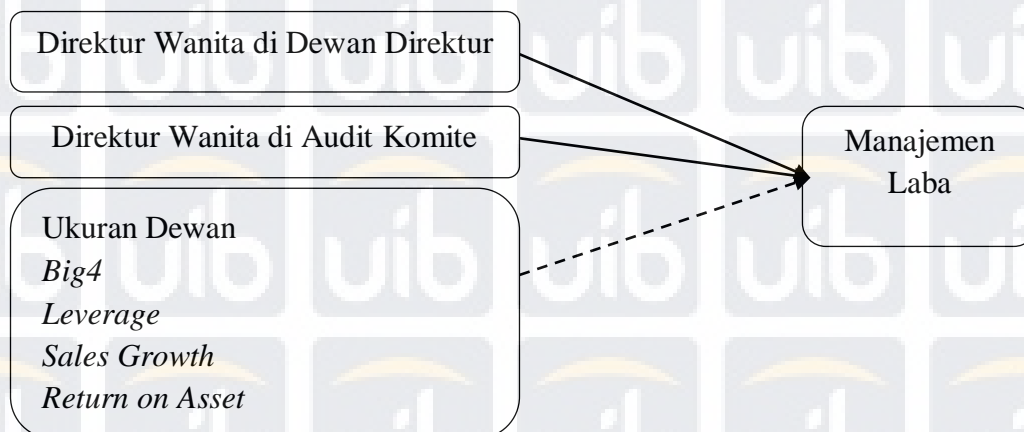 Direktur Wanita di Dewan Direktur
Direktur Wanita di Audit Komite
Ukuran Dewan
Big4
Leverage
Sales Growth
Return on Asset
Manajemen
Laba
uib